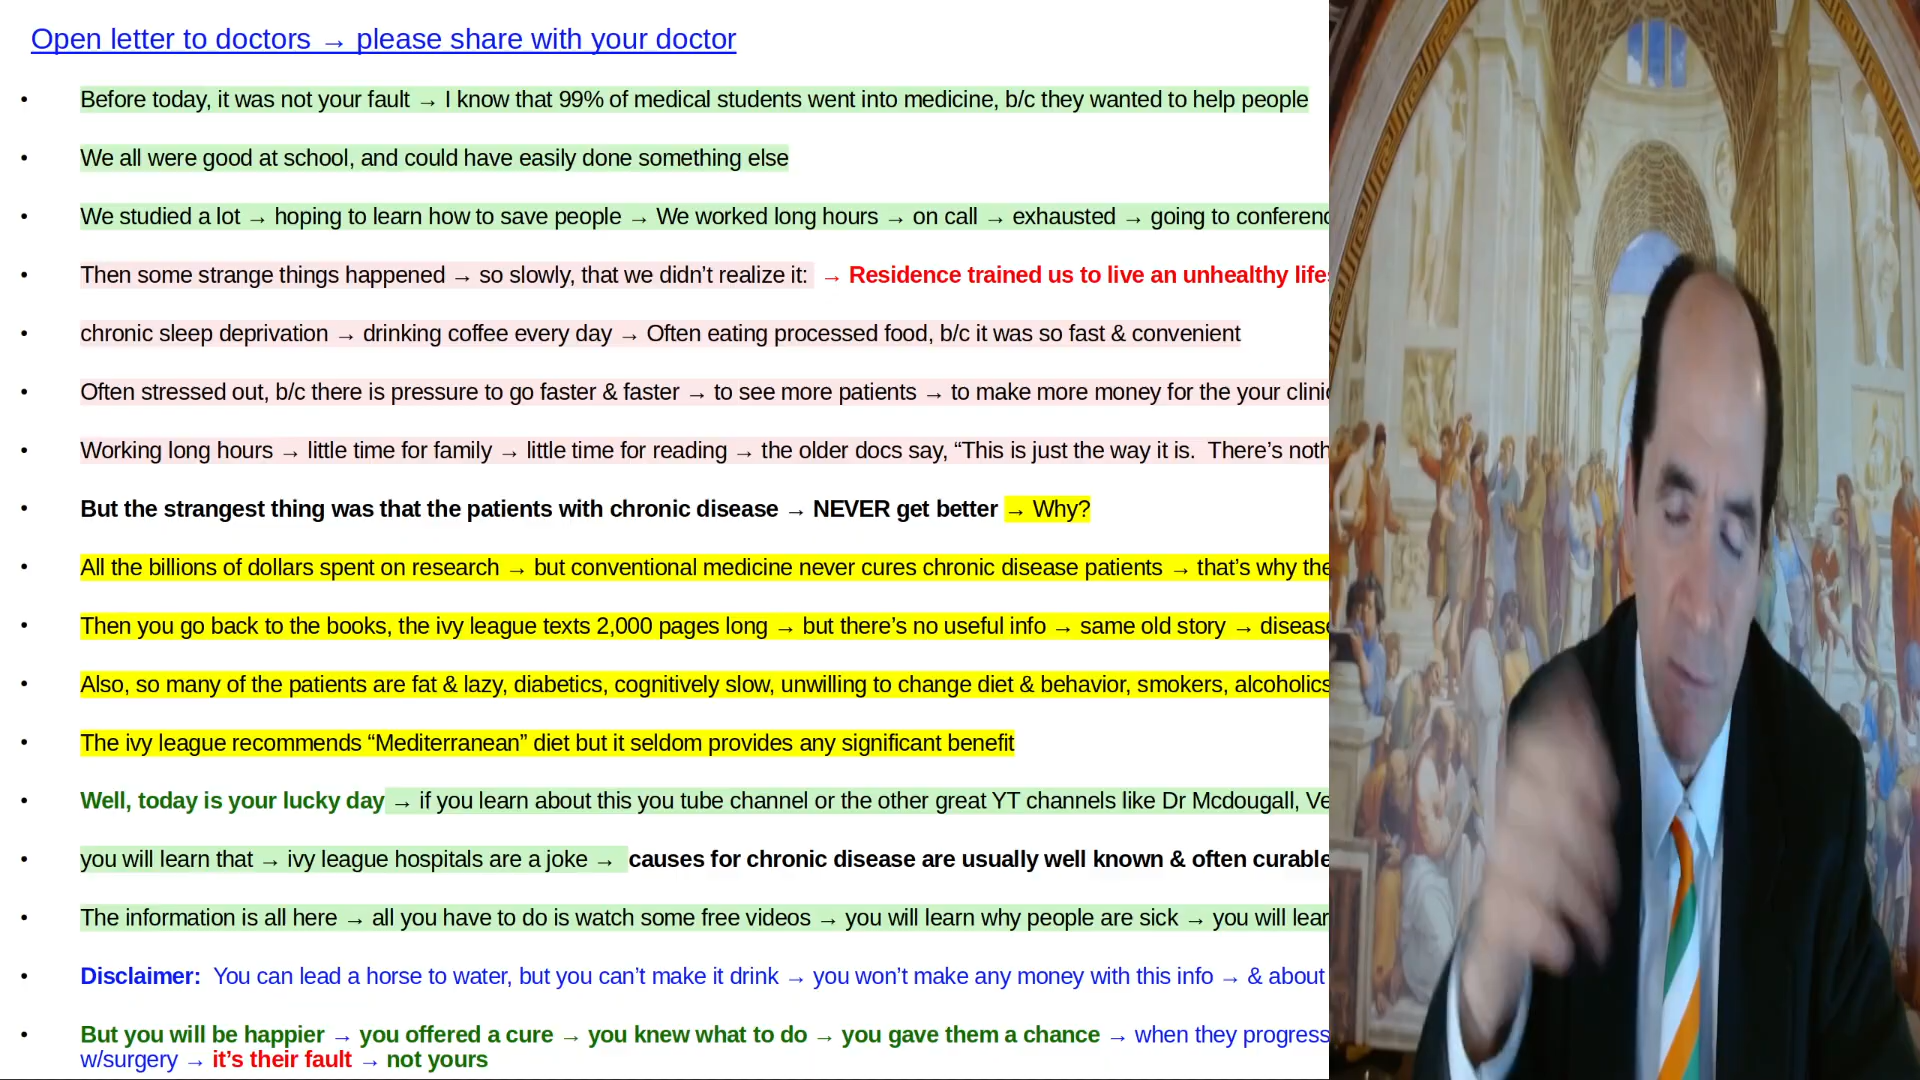 Open letter to doctors → please share with your doctor
• Before today, it was not your fault → I know that 99% of medical students went into medicine, b/c they wanted to help people
• We all were good at school, and could have easily done something else
• We studied a lot → hoping to learn how to save people → We worked long hours → on call → exhausted → going to
• Then some strange things happened → so slowly, that we didn’t realize it: → Residence trained us to live an unhealthy
• chronic sleep deprivation → drinking coffee every day → Often eating processed food, b/c it was so fast & convenient
• Often stressed out, b/c there is pressure to go faster & faster → to see more patients → to make more money for the your
• Working long hours → little time for family → little time for reading → the older docs say, “This is just the way it is. There’s
• But the strangest thing was that the patients with chronic disease → NEVER get better → Why?
• All the billions of dollars spent on research → but conventional medicine never cures chronic disease patients → that’s why
• Then you go back to the books, the ivy league texts 2,000 pages long → but there’s no useful info → same old story →
• Also, so many of the patients are fat & lazy, diabetics, cognitively slow, unwilling to change diet & behavior, smokers, alcoholics
• The ivy league recommends “Mediterranean” diet but it seldom provides any significant benefit
• Well, today is your lucky day → if you learn about this you tube channel or the other great YT channels like Dr Mcdougall,
• you will learn that → ivy league hospitals are a joke → causes for chronic disease are usually well known & often curable
• The information is all here → all you have to do is watch some free videos → you will learn why people are sick → you will
• Disclaimer: You can lead a horse to water, but you can’t make it drink → you won’t make any money with this info → & about
• But you will be happier → you offered a cure → you knew what to do → you gave them a chance → when they progress
w/surgery → it’s their fault → not yours